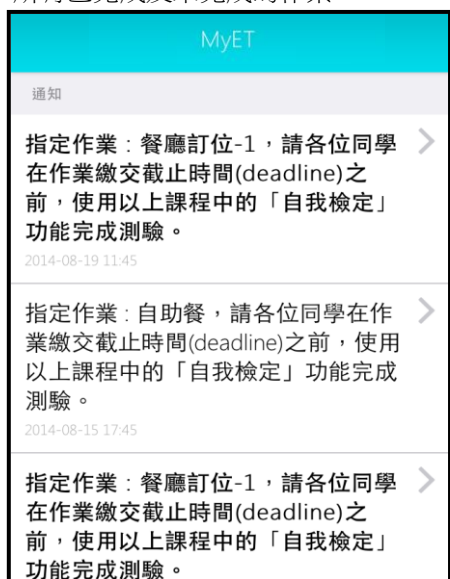 MyET
通知
指定作業：餐廳訂位-1，請各位同學
在作業繳交截止時間(deadline)之
前，使用以上課程中的「自我檢定」
功能完成測驗。
2014-08-19 11:45
指定作業：自助餐，請各位同學在作
業繳交截止時間(deadline)之前，使用
以上課程中的「自我檢定」功能完成
測驗。
2014-08-15 17:45
指定作業：餐廳訂位-1，請各位同學
在作業繳交截止時間(deadline)之
前，使用以上課程中的「自我檢定」
功能完成測驗。